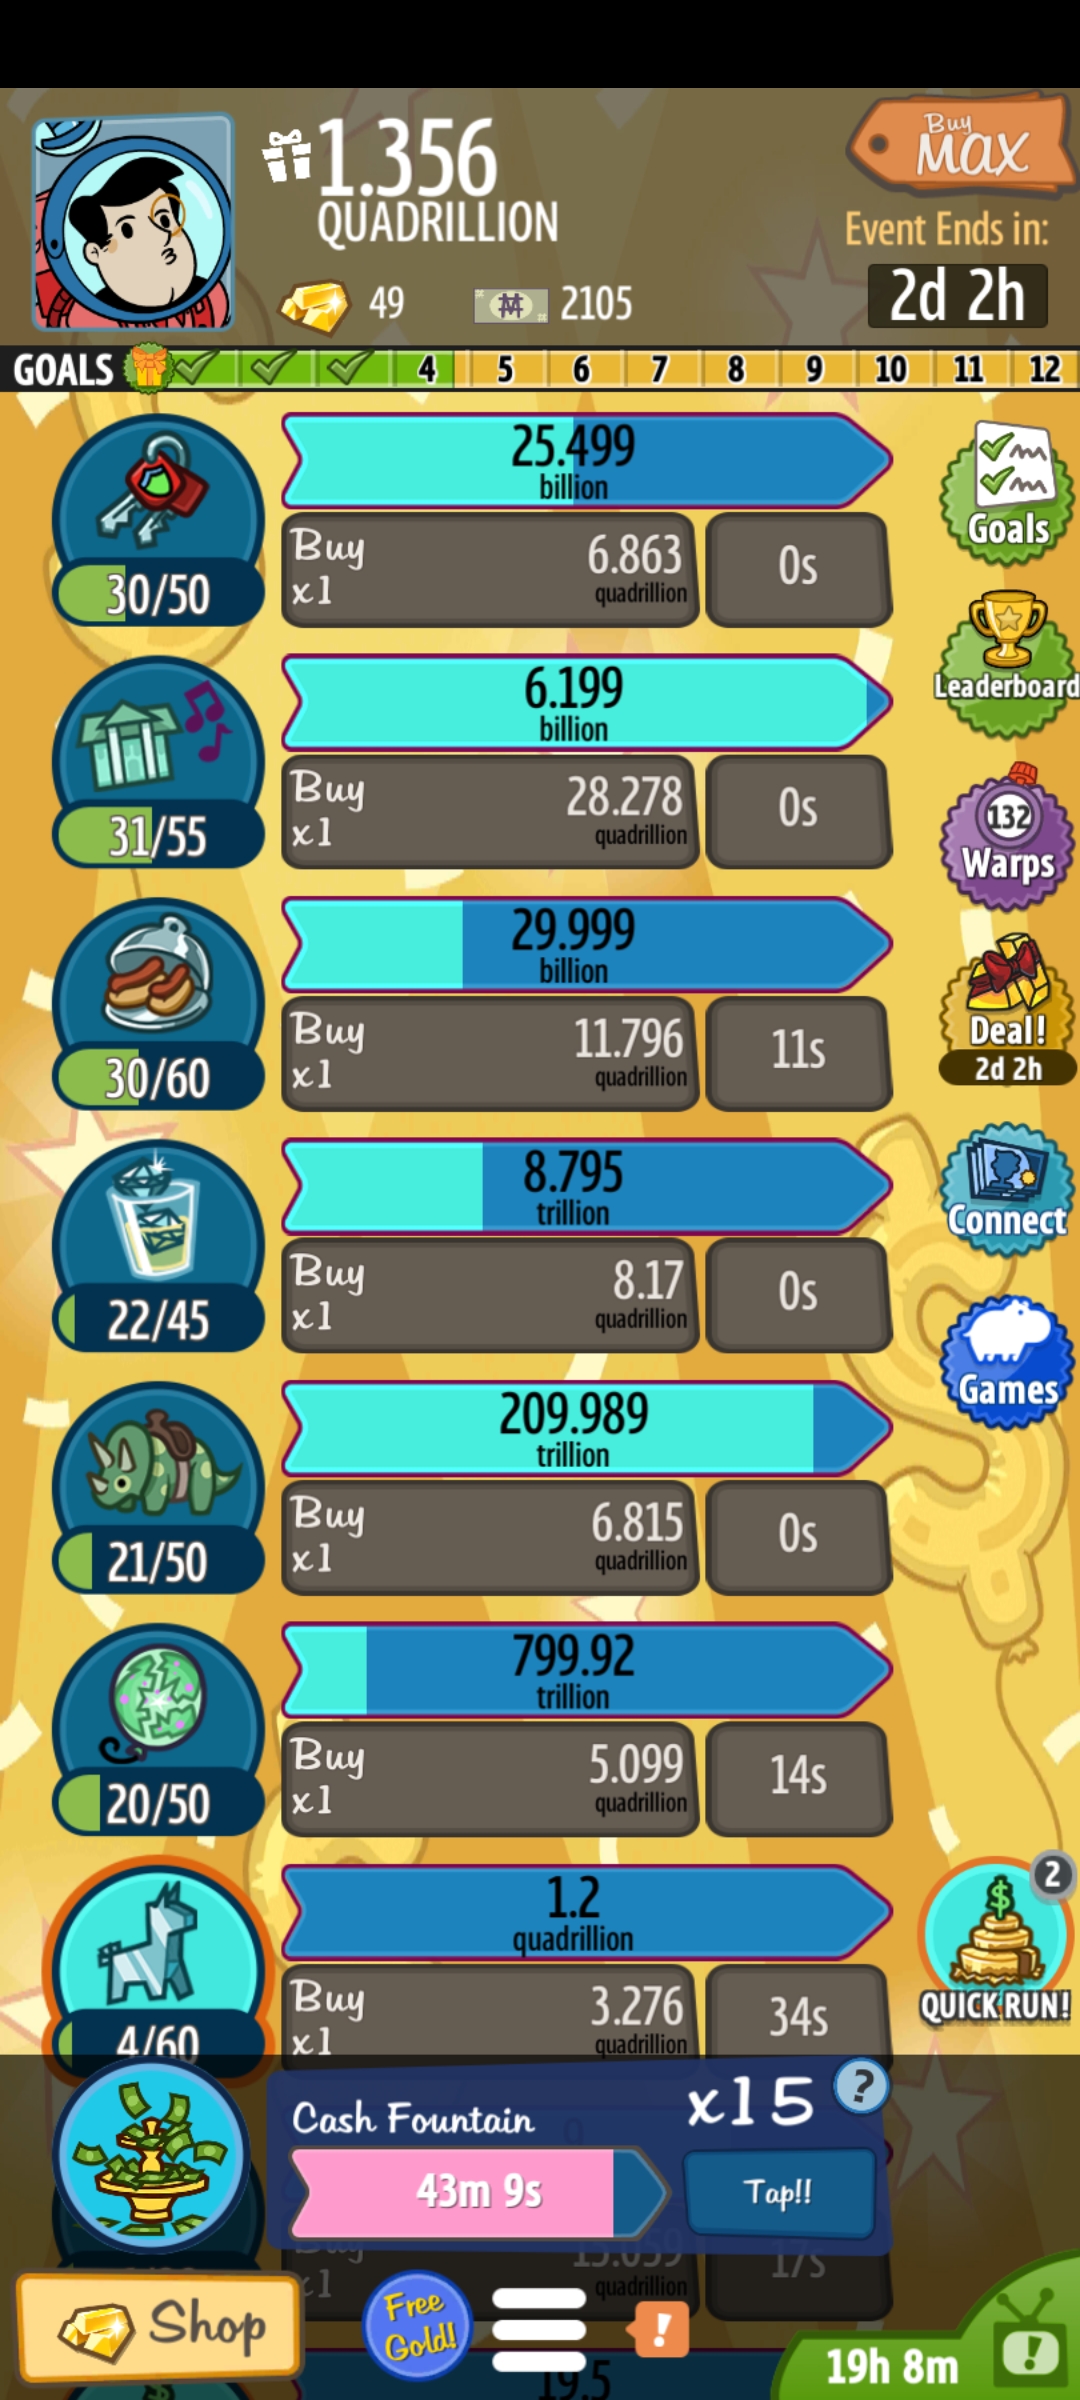 1.356
QUADRILLION
Buy
MAX
Event Ends in:
2d 2h
49
2105
GOALS 4 5 6 7 8 9 10 11 12
25.499
billion
30/50
Buy
x1
6.863
quadrillion
0s
Goals
6.199
billion
31/55
Buy
x1
28.278
quadrillion
0s
Leaderboard
132
Warps
29.999
billion
30/60
Buy
x1
11.796
quadrillion
11s
Deal!
2d 2h
8.795
trillion
22/45
Buy
x1
8.17
quadrillion
0s
Connect
Games
209.989
trillion
21/50
Buy
x1
6.815
quadrillion
0s
799.92
trillion
20/50
Buy
x1
5.099
quadrillion
14s
1.2
quadrillion
4/60
Buy
x1
3.276
quadrillion
34s
2
$
QUICK RUN!
Cash Fountain
x15
?
43m 9s
Tap!!
Buy
x1
13.059
quadrillion
17s
Shop
Free
Gold!
!
19.5
19h 8m
!